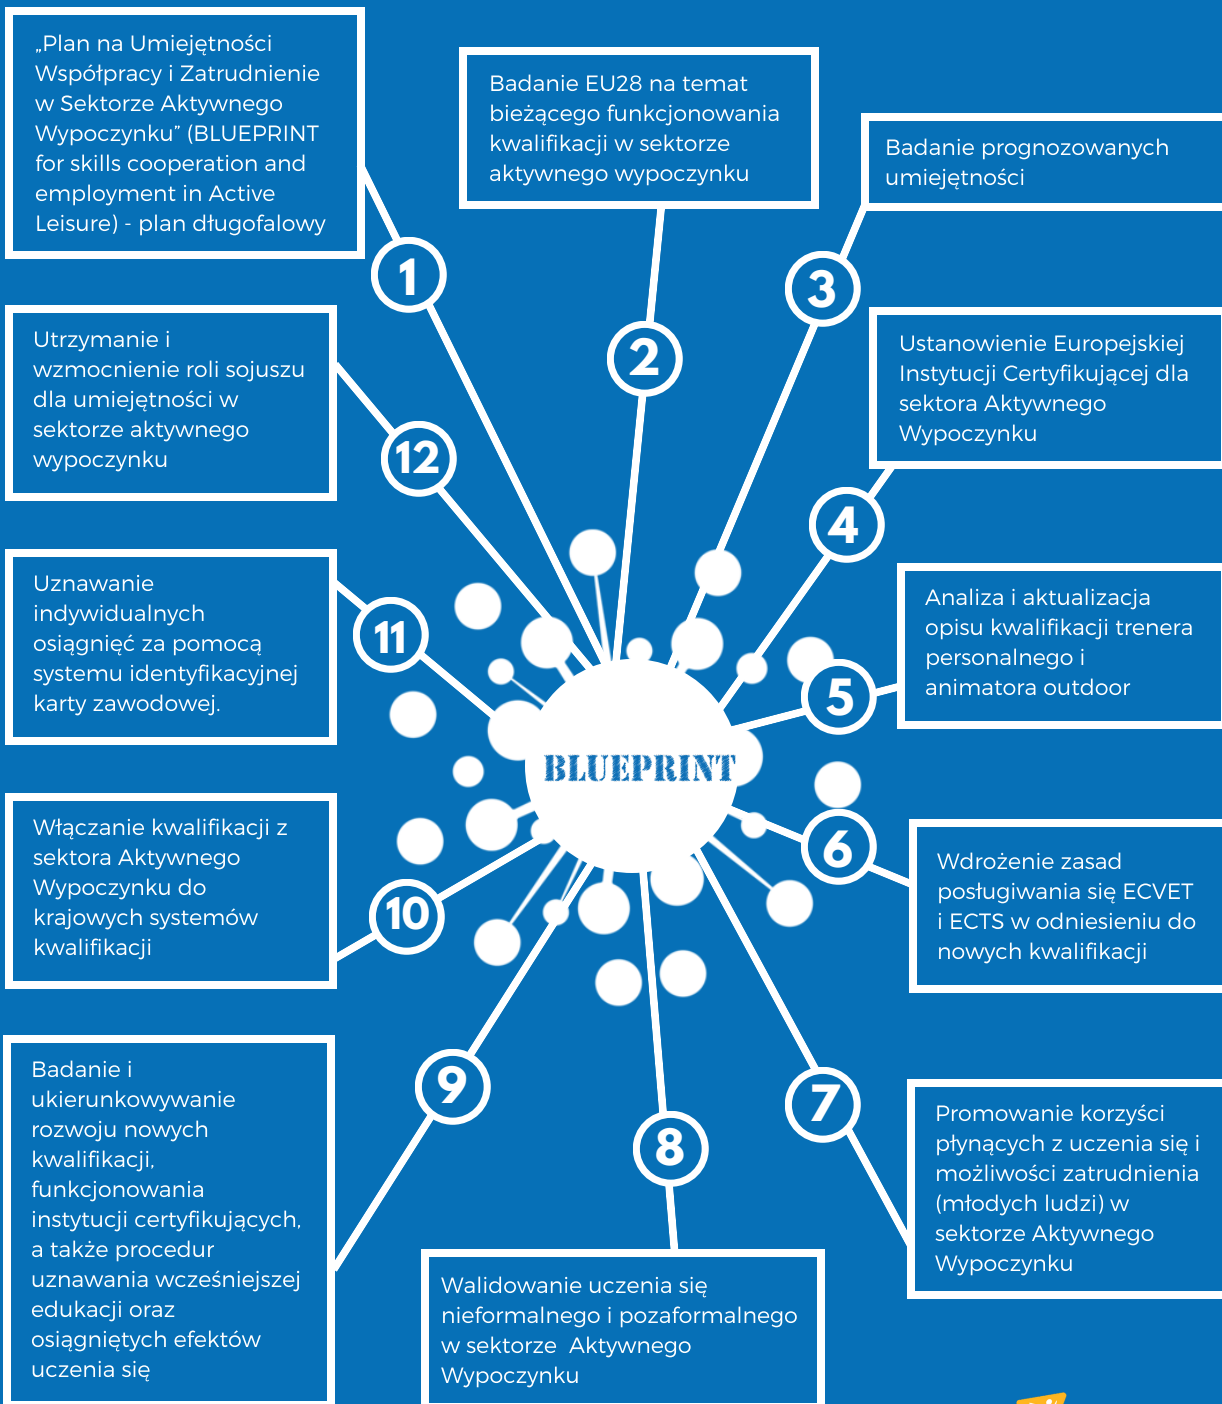 „Plan na Umiejętności
Współpracy i Zatrudnienie
w Sektorze Aktywnego
Wypoczynku” (BLUEPRINT
for skills cooperation and
employment in Active
Leisure) - plan długofalowy
1
Badanie EU28 na temat
bieżącego funkcjonowania
kwalifikacji w sektorze
aktywnego wypoczynku
2
Badanie prognozowanych
umiejętności
3
Ustanowienie Europejskiej
Instytucji Certyfikującej dla
sektora Aktywnego
Wypoczynku
4
Analiza i aktualizacja
opisu kwalifikacji trenera
personalnego i
animatora outdoor
5
BLUEPRINT
Wdrożenie zasad
posługiwania się ECVET
i ECTS w odniesieniu do
nowych kwalifikacji
6
Promowanie korzyści
płynących z uczenia się i
możliwości zatrudnienia
(młodych ludzi) w
sektorze Aktywnego
Wypoczynku
7
Walidowanie uczenia się
nieformalnego i pozaformalnego
w sektorze  Aktywnego
Wypoczynku
8
Badanie i
ukierunkowywanie
rozwoju nowych
kwalifikacji,
funkcjonowania
instytucji certyfikujących,
a także procedur
uznawania wcześniejszej
edukacji oraz
osiągniętych efektów
uczenia się
9
Włączanie kwalifikacji z
sektora Aktywnego
Wypoczynku do
krajowych systemów
kwalifikacji
10
Uznawanie
indywidualnych
osiągnięć za pomocą
systemu identyfikacyjnej
karty zawodowej.
11
Utrzymanie i
wzmocnienie roli sojuszu
dla umiejętności w
sektorze aktywnego
wypoczynku
12